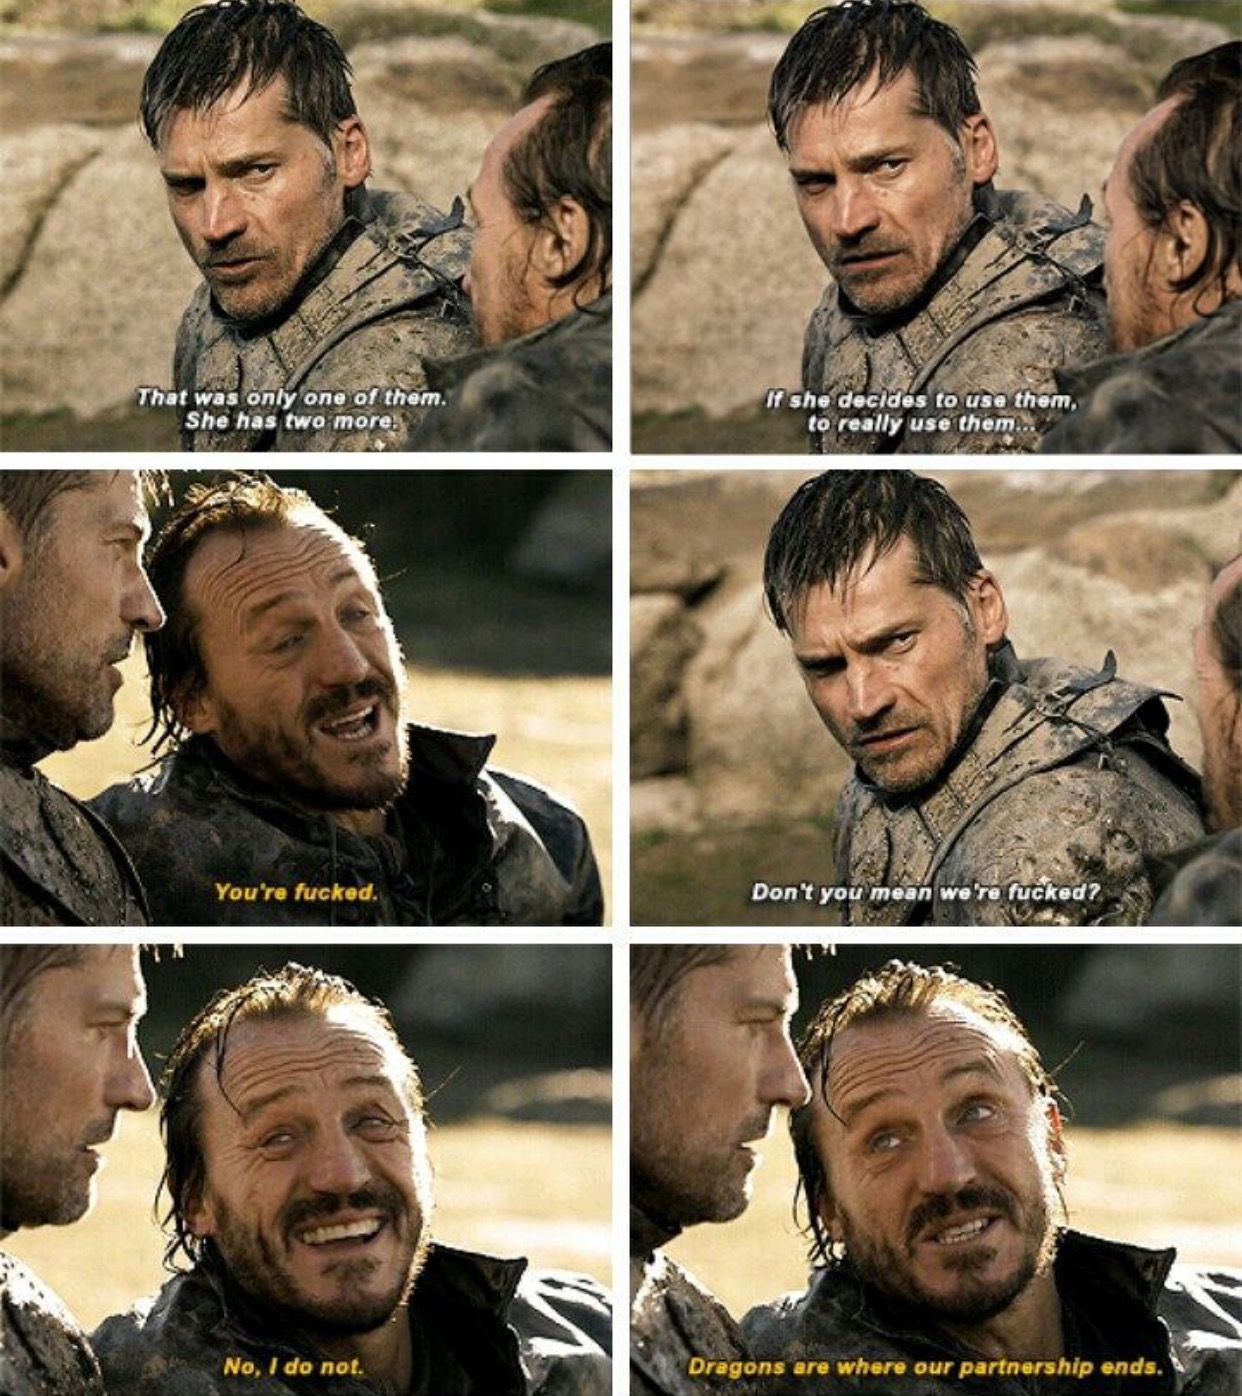 That was only one of them.
She has two more.
If she decides to use them,
to really use them...
You're fucked.
Don't you mean we're fucked?
No, I do not.
Dragons are where our partnership ends.